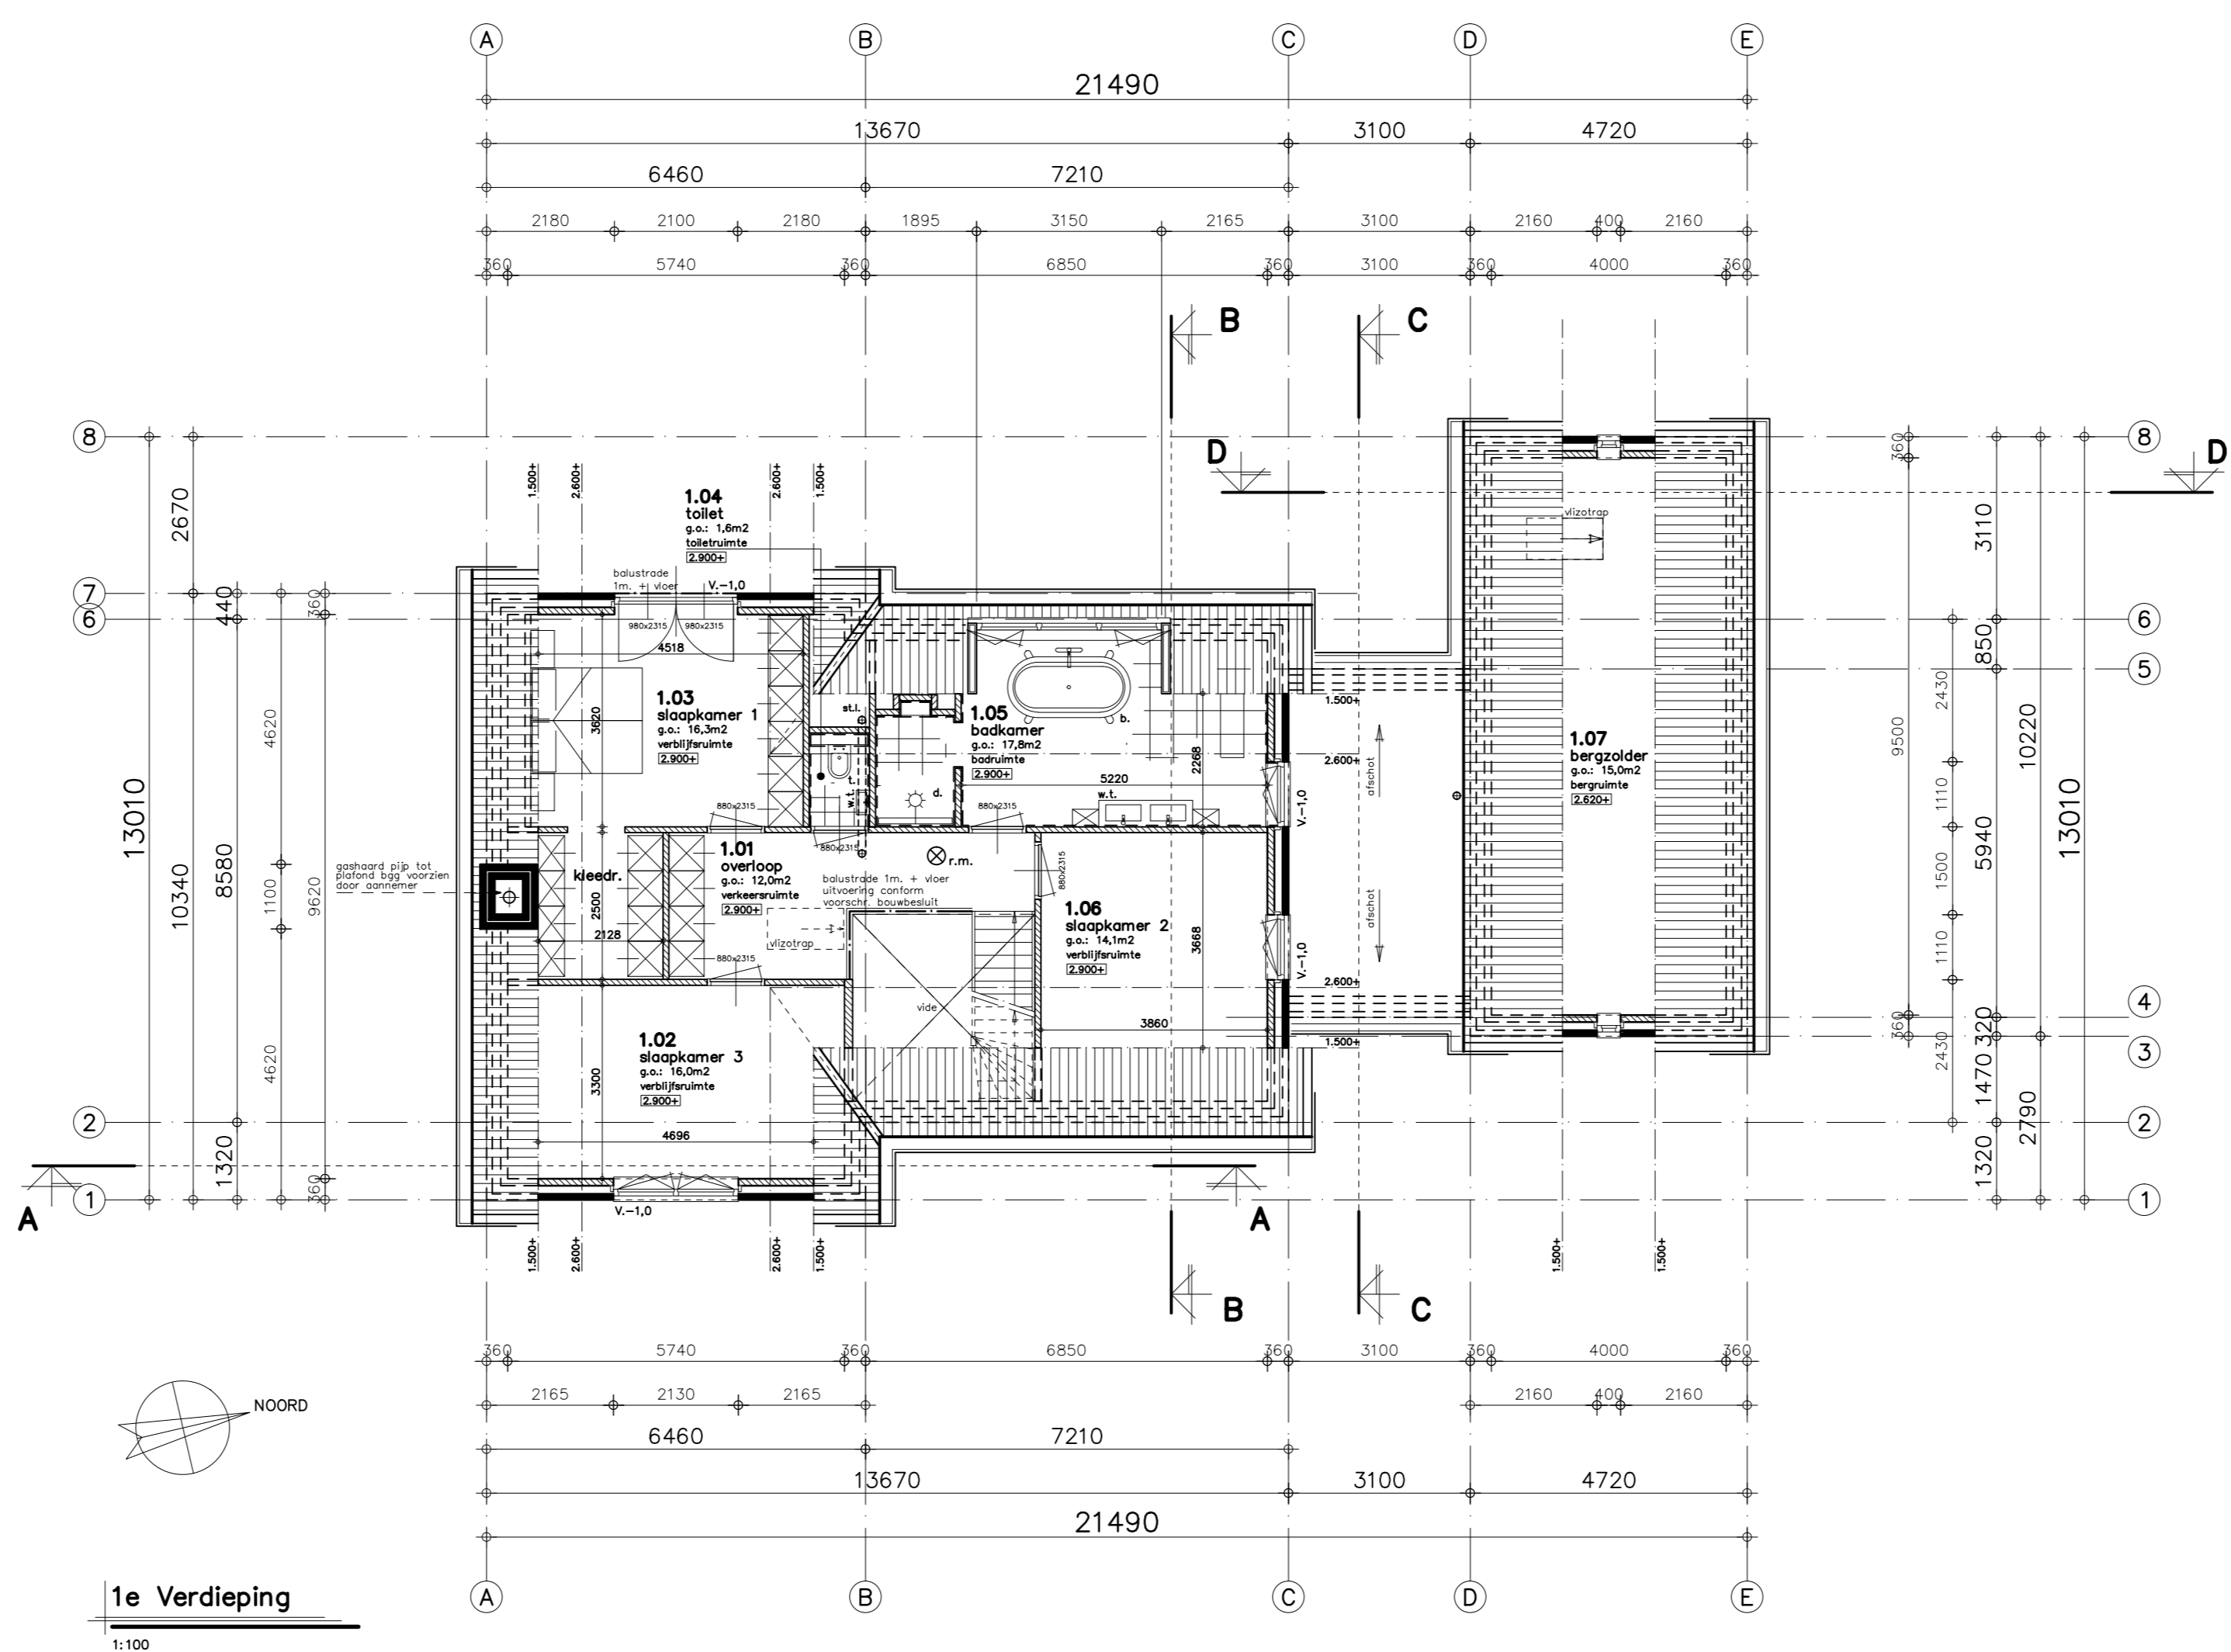 A B C D E
21490
13670 3100 4720
6460 7210
2180 2100 2180 1895 3150 2165 3100 2160 400 2160
360 5740 360 6850 360 3100 360 4000 360
B C
8 8
D D
360
2670
3110
1.500+ 2.600+ 2.600+ 1.500+
1.04
toilet
g.o.: 1,6m2
toiletruimte
2.900+
vlizotrap
balustrade
1m. + vloer
V.-1,0
7
440
360
6 6
980x2315 980x2315
4518
850
5
1.03
slaapkamer 1
g.o.: 16,3m2
verblijfsruimte
2.900+
3620
st.l.
1.05
badkamer
g.o.: 17,8m2
badruimte
2.900+
b.
1.500+
2.600+
2268
5220
d.
w.t.
t.
w.t.
afschot
V.-1,0
1.07
bergzolder
g.o.: 15,0m2
bergruimte
2.620+
4620
2430
9500
10220
13010
13010
1110
880x2315
880x2315
880x2315
880x2315
1.01
overloop
g.o.: 12,0m2
verkeersruimte
2.900+
r.m.
balustrade 1m. + vloer
uitvoering conform
voorschr. bouwbesluit
gashaard pijp tot
plafond bgg voorzien
door aannemer
kleedr.
2500
2128
vlizotrap
880x2315
10340
8580
1100
9620
5940
1500
1.06
slaapkamer 2
g.o.: 14,1m2
verblijfsruimte
2.900+
3668
afschot
V.-1,0
1110
2.600+
vide
3860
1.500+
4
320
360
3
1.02
slaapkamer 3
g.o.: 16,0m2
verblijfsruimte
2.900+
3300
4696
4620
2430
1470
2790
2 2
1320
1320
360
A A
1 1
V.-1,0
1.500+ 2.600+ 2.600+ 1.500+ 1.500+ 1.500+
B C
360 5740 360 6850 360 3100 360 4000 360
2165 2130 2165 2160 400 2160
NOORD
6460 7210
13670 3100 4720
21490
A B C D E
1e Verdieping
1:100